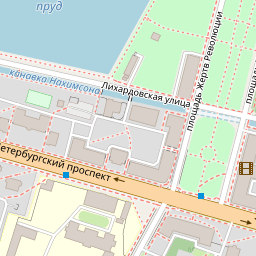 пруд
канавка Нахимсона
Лихардовская улица
площадь Жертв Революции
площадь
Петербургский проспект